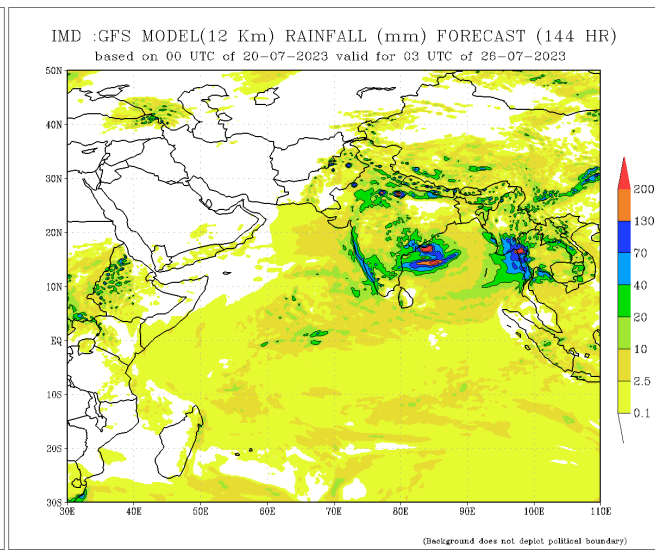 IMD :GFS MODEL(12 Km) RAINFALL (mm) FORECAST (144 HR)
based on 00 UTC of 20-07-2023 valid for 03 UTC of 26-07-2023
50N
40N
30N
20N
10N
EQ
10S
20S
30S
30E 40E 50E 60E 70E 80E 90E 100E 110E
200
130
70
40
20
10
2.5
0.1
(Background does not depict political boundary)